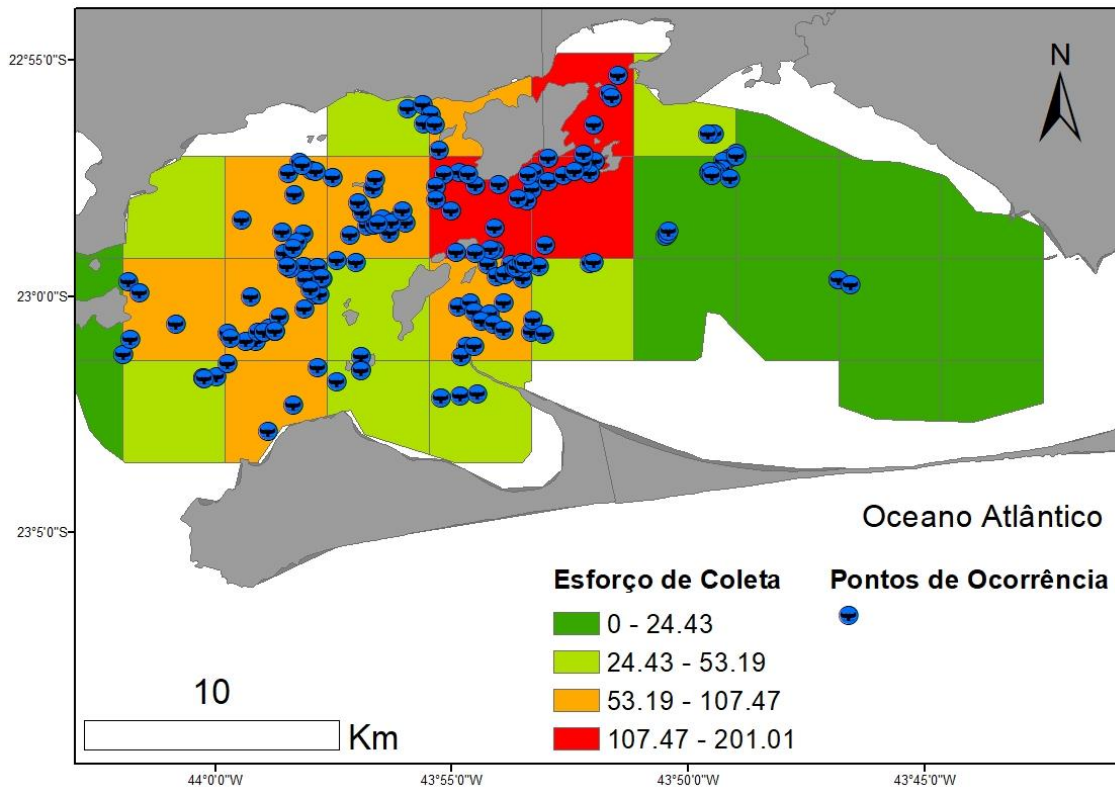 N
22°55'0"S
23°0'0"S
23°5'0"S
Oceano Atlântico
Esforço de Coleta
0 - 24.43
24.43 - 53.19
53.19 - 107.47
107.47 - 201.01
Pontos de Ocorrência
10
Km
44°0'0"W
43°55'0"W
43°50'0"W
43°45'0"W